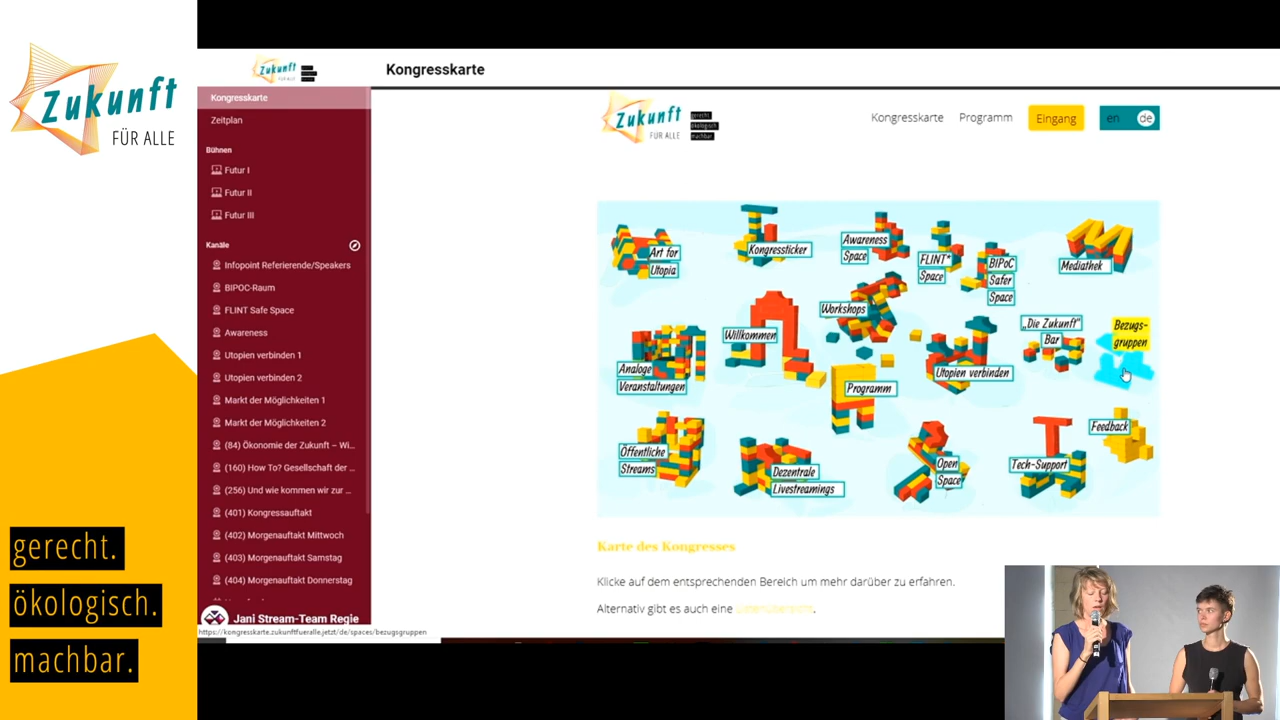 Zukunft
FÜR ALLE
gerecht.
ökologisch.
machbar.
Zukunft
FÜR ALLE
Kongresskarte
Kongresskarte
Zeitplan
Bühnen
Futur I
Futur II
Futur III
Kanäle
Infopoint Referierende/Speakers
BIPOC-Raum
FLINT Safe Space
Awareness
Utopien verbinden 1
Utopien verbinden 2
Markt der Möglichkeiten 1
Markt der Möglichkeiten 2
(84) Ökonomie der Zukunft – Wi...
(160) How To? Gesellschaft der ...
(256) Und wie kommen wir zur ...
(401) Kongressauftakt
(402) Morgenauftakt Mittwoch
(403) Morgenauftakt Samstag
(404) Morgenauftakt Donnerstag
Jani Stream-Team Regie
https://kongresskarte.zukunftfueralle.jetzt/de/spaces/bezugsgruppen
Zukunft
FÜR ALLE
gerecht.
ökologisch.
machbar.
Kongresskarte Programm Eingang en de
Art for
Utopia
Kongressticker
Awareness
Space
FLINT*
Space
BIPoC
Safer
Space
Mediathek
Workshops
Willkommen
„Die Zukunft"
Bar
Bezugs-
gruppen
Analoge
Veranstaltungen
Programm
Utopien verbinden
Öffentliche
Streams
Dezentrale
Livestreamings
Open
Space
Tech-Support
Feedback
Karte des Kongresses
Klicke auf dem entsprechenden Bereich um mehr darüber zu erfahren.
Alternativ gibt es auch eine Listenübersicht.